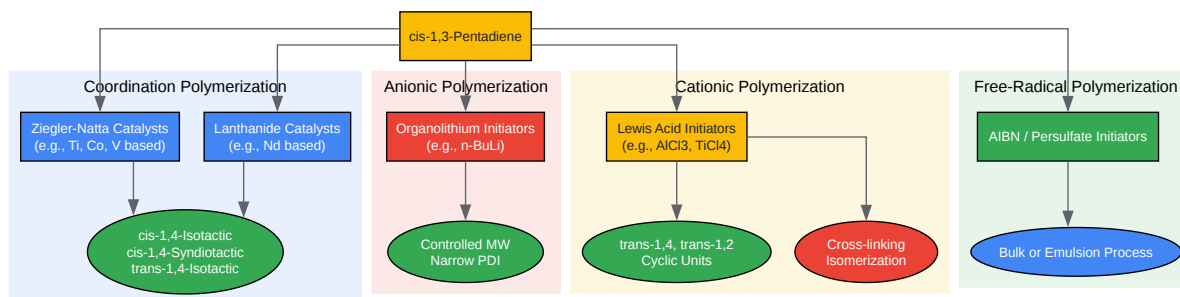 cis-1,3-Pentadiene
Coordination Polymerization
Anionic Polymerization
Cationic Polymerization
Free-Radical Polymerization
Ziegler-Natta Catalysts
(e.g., Ti, Co, V based)
Lanthanide Catalysts
(e.g., Nd based)
Organolithium Initiators
(e.g., n-BuLi)
Lewis Acid Initiators
(e.g., AlCl3, TiCl4)
AIBN / Persulfate Initiators
cis-1,4-Isotactic
cis-1,4-Syndiotactic
trans-1,4-Isotactic
Controlled MW
Narrow PDI
trans-1,4, trans-1,2
Cyclic Units
Cross-linking
Isomerization
Bulk or Emulsion Process